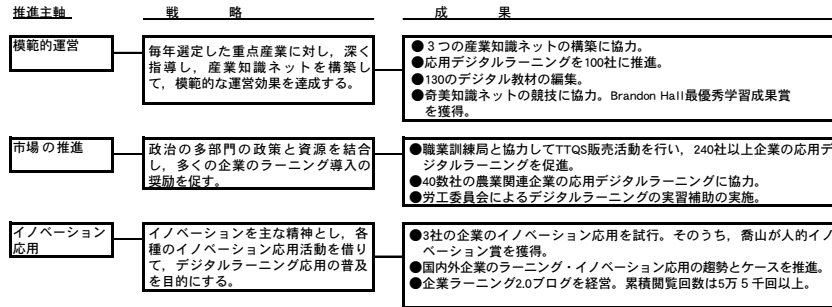 推進主軸 戦 略 成 果
模範的運営
毎年選定した重点産業に対し，深く
指導し，産業知識ネットを構築し
て，模範的な運営効果を達成する。
●３つの産業知識ネットの構築に協力。
●応用デジタルラーニングを100社に推進。
●130のデジタル教材の編集。
●奇美知識ネットの競技に協力。Brandon Hall最優秀学習成果賞
を獲得。
市場の推進
政治の多部門の政策と資源を結合
し，多くの企業のラーニング導入の
奨励を促す。
●職業訓練局と協力してTTQS販売活動を行い，240社以上企業の応用デ
ジタルラーニングを促進。
●40数社の農業関連企業の応用デジタルラーニングに協力。
●労工委員会によるデジタルラーニングの実習補助の実施。
イノベーション
応用
イノベーションを主な精神とし，各
種のイノベーション応用活動を借り
て，デジタルラーニング応用の普及
を目的にする。
●3社の企業のイノベーション応用を試行。そのうち，喬山が人的イノ
ベーション賞を獲得。
●国内外企業のラーニング・イノベーション応用の趨勢とケースを推進。
●企業ラーニング2.0ブログを経営。累積閲覧回数は5万５千回以上。